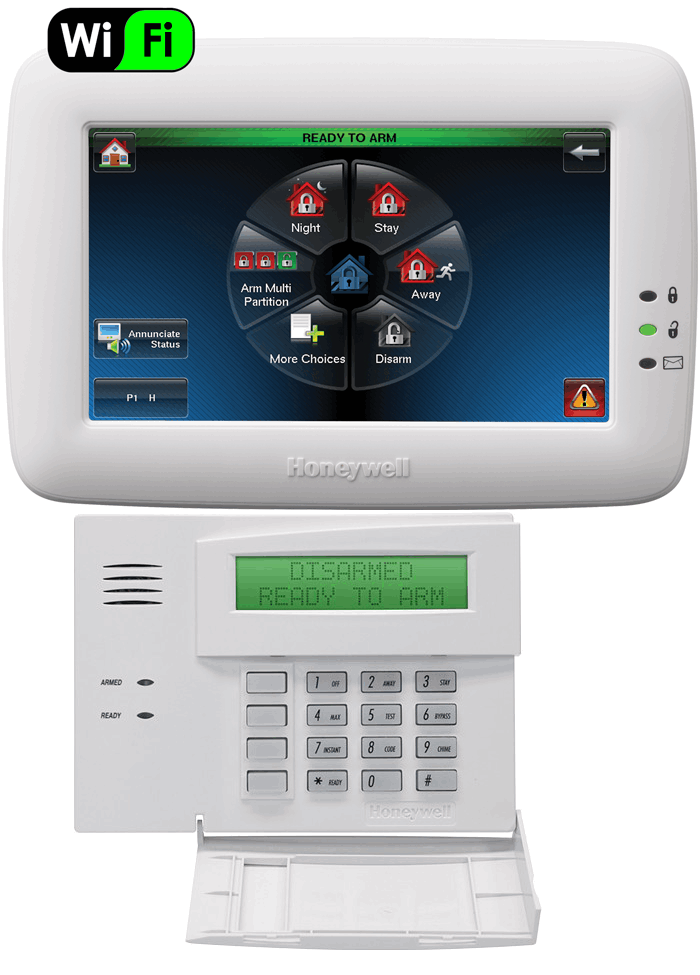 Wi Fi
READY TO ARM
Night
Stay
Arm Multi
Partition
Away
More Choices
Disarm
Annunciate
Status
P1 H
Honeywell
DISARMED
READY TO ARM
ARMED
READY
1 OFF 2 AWAY 3 STAY
4 MAX 5 TEST 6 BYPASS
7 INSTANT 8 CODE 9 CHIME
* READY 0 #
Honeywell